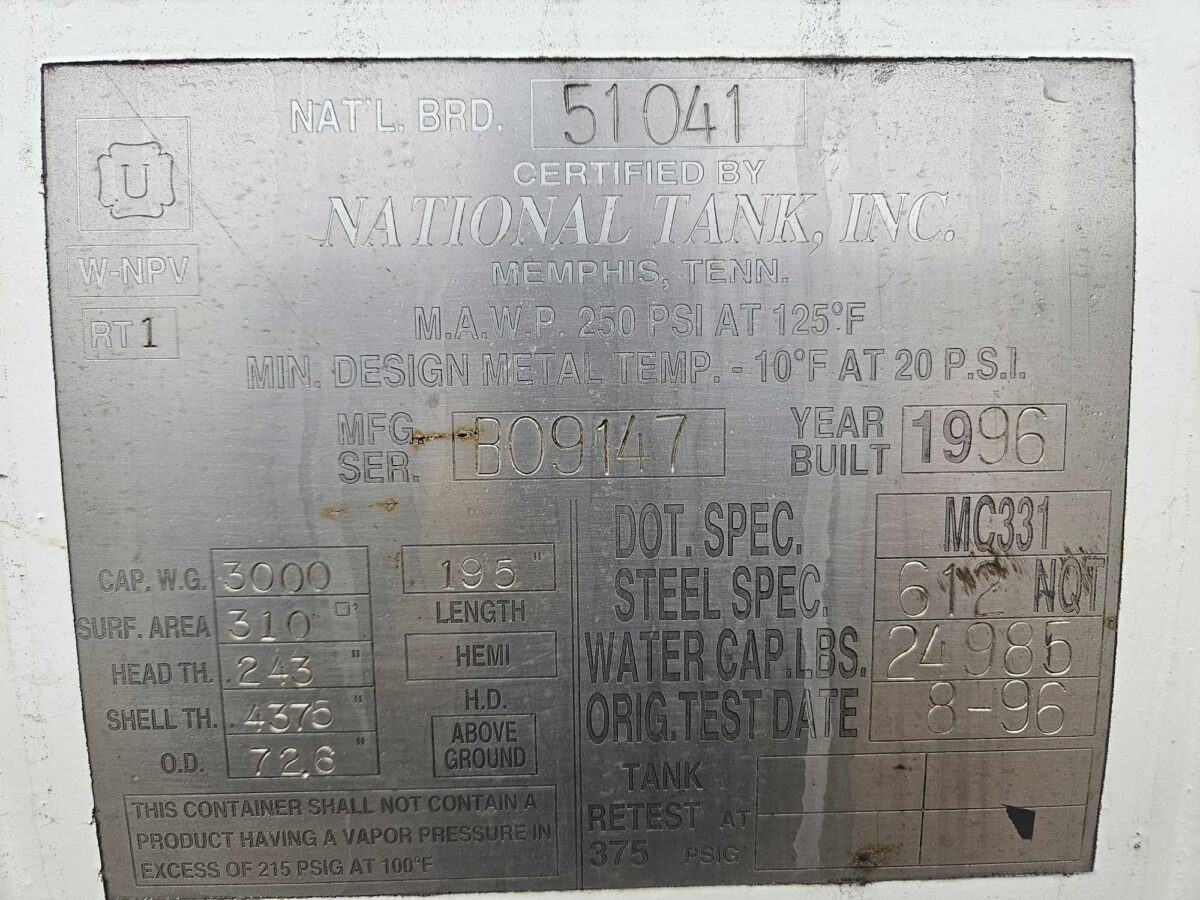 NAT'L. BRD. 51041
U
CERTIFIED BY
NATIONAL TANK, INC.
W-NPV
MEMPHIS, TENN.
RT 1
M.A.W.P. 250 PSI AT 125°F
MIN. DESIGN METAL TEMP. - 10°F AT 20 P.S.I.
MFG. SER. B09147
YEAR BUILT 1996
CAP. W.G. 3000
SURF. AREA 310 □'
HEAD TH. .243"
SHELL TH. .4375"
O.D. 72.8"
195"
LENGTH
HEMI
H.D.
ABOVE
GROUND
THIS CONTAINER SHALL NOT CONTAIN A
PRODUCT HAVING A VAPOR PRESSURE IN
EXCESS OF 215 PSIG AT 100°F
DOT. SPEC. MC331
STEEL SPEC. 612 NQT
WATER CAP.LBS. 24985
ORIG.TEST DATE 8-96
TANK
RETEST AT
375 PSIG